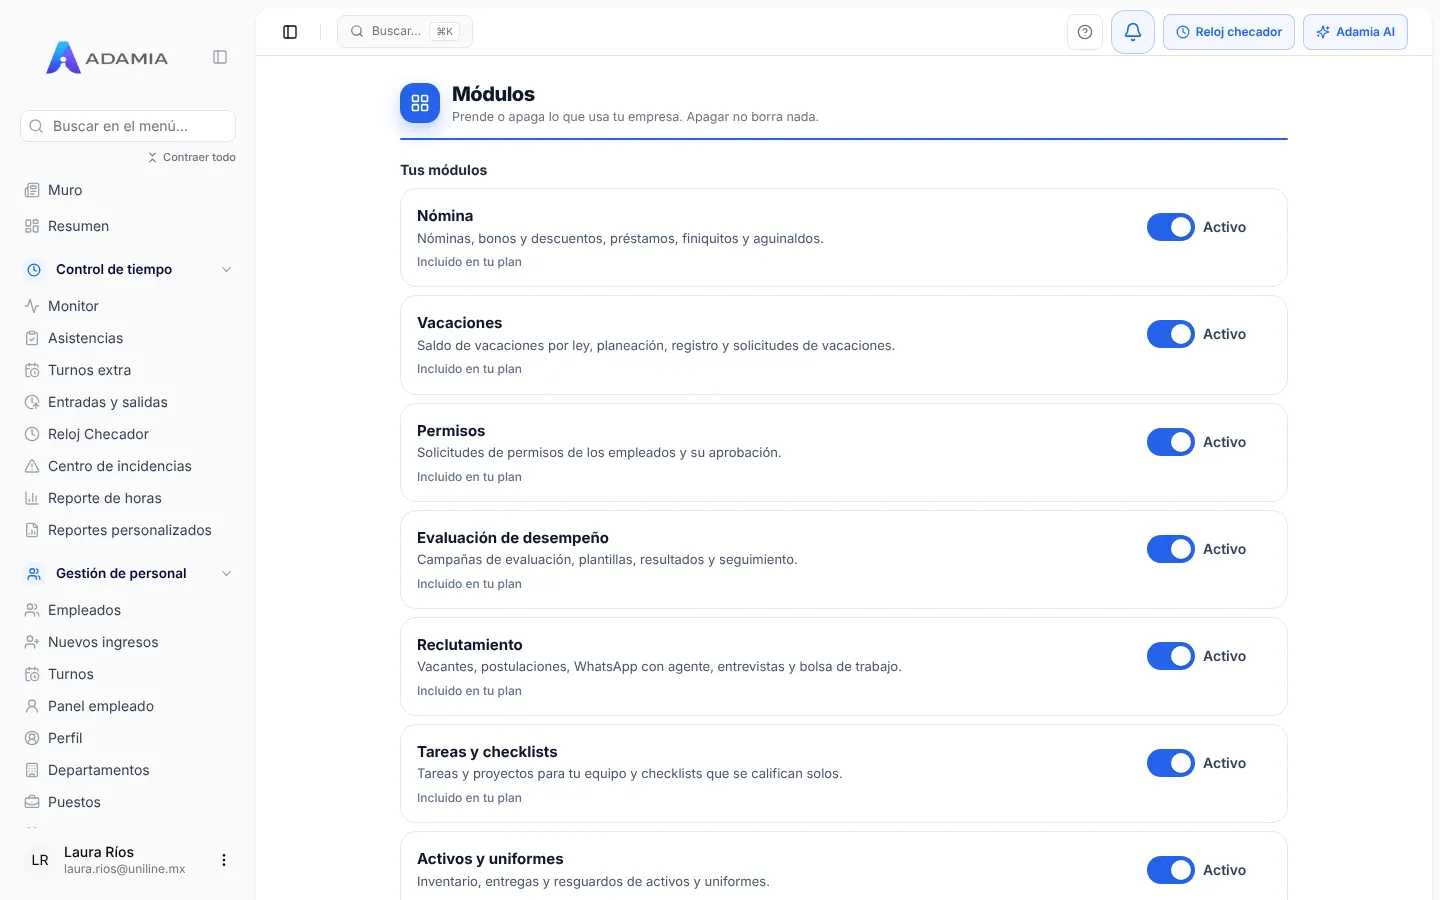 ADAMIA
Buscar en el menú...
Contraer todo
Muro
Resumen
Control de tiempo
Monitor
Asistencias
Turnos extra
Entradas y salidas
Reloj Checador
Centro de incidencias
Reporte de horas
Reportes personalizados
Gestión de personal
Empleados
Nuevos ingresos
Turnos
Panel empleado
Perfil
Departamentos
Puestos
LR
Laura Ríos
laura.rios@uniline.mx
Buscar...
⌘K
Reloj checador
Adamia AI
Módulos
Prende o apaga lo que usa tu empresa. Apagar no borra nada.
Tus módulos
Nómina
Nóminas, bonos y descuentos, préstamos, finiquitos y aguinaldos.
Incluido en tu plan
Activo
Vacaciones
Saldo de vacaciones por ley, planeación, registro y solicitudes de vacaciones.
Incluido en tu plan
Activo
Permisos
Solicitudes de permisos de los empleados y su aprobación.
Incluido en tu plan
Activo
Evaluación de desempeño
Campañas de evaluación, plantillas, resultados y seguimiento.
Incluido en tu plan
Activo
Reclutamiento
Vacantes, postulaciones, WhatsApp con agente, entrevistas y bolsa de trabajo.
Incluido en tu plan
Activo
Tareas y checklists
Tareas y proyectos para tu equipo y checklists que se califican solos.
Incluido en tu plan
Activo
Activos y uniformes
Inventario, entregas y resguardos de activos y uniformes.
Activo